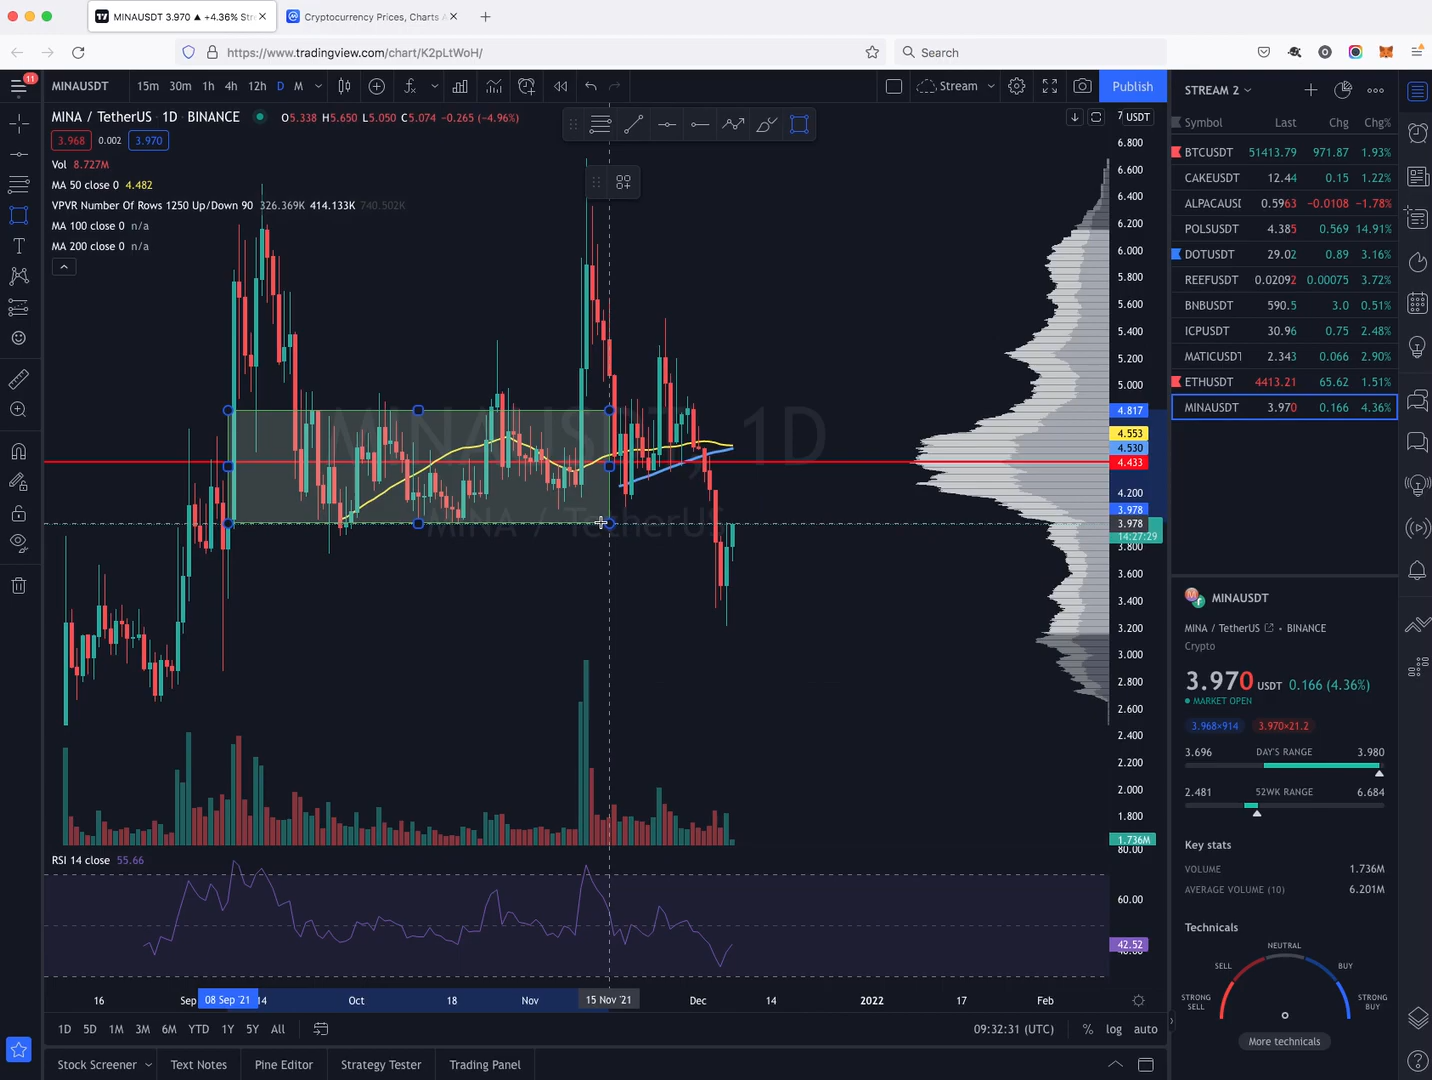 MINAUSDT 3.970 ▲ +4.36% Str
Cryptocurrency Prices, Charts A
https://www.tradingview.com/chart/K2pLtWoH/
Search
11
MINAUSDT 15m 30m 1h 4h 12h D M
Stream
Publish
MINA / TetherUS · 1D · BINANCE O5.338 H5.650 L5.050 C5.074 -0.265 (-4.96%)
3.968 0.002 3.970
Vol 8.727M
MA 50 close 0 4.482
VPVR Number Of Rows 1250 Up/Down 90 326.369K 414.133K 740.502K
MA 100 close 0 n/a
MA 200 close 0 n/a
MINAUSDT, 1D
MINA / TetherUS
7 USDT
6.800
6.600
6.400
6.200
6.000
5.800
5.600
5.400
5.200
5.000
4.817
4.553
4.530
4.433
4.200
3.978
3.978
14:27:29
3.800
3.600
3.400
3.200
3.000
2.800
2.600
2.400
2.200
2.000
1.800
1.736M
80.00
60.00
42.52
RSI 14 close 55.66
16 Sep 08 Sep '21 14 Oct 18 Nov 15 Nov '21 Dec 14 2022 17 Feb
1D 5D 1M 3M 6M YTD 1Y 5Y All
09:32:31 (UTC) % log auto
Stock Screener Text Notes Pine Editor Strategy Tester Trading Panel
STREAM 2
Symbol Last Chg Chg%
BTCUSDT 51413.79 971.87 1.93%
CAKEUSDT 12.44 0.15 1.22%
ALPACAUSI 0.5963 −0.0108 −1.78%
POLSUSDT 4.385 0.569 14.91%
DOTUSDT 29.02 0.89 3.16%
REEFUSDT 0.02092 0.00075 3.72%
BNBUSDT 590.5 3.0 0.51%
ICPUSDT 30.96 0.75 2.48%
MATICUSDT 2.343 0.066 2.90%
ETHUSDT 4413.21 65.62 1.51%
MINAUSDT 3.970 0.166 4.36%
MINAUSDT
MINA / TetherUS • BINANCE
Crypto
3.970 USDT 0.166 (4.36%)
MARKET OPEN
3.968×914 3.970×21.2
3.696 DAY'S RANGE 3.980
2.481 52WK RANGE 6.684
Key stats
VOLUME 1.736M
AVERAGE VOLUME (10) 6.201M
Technicals
NEUTRAL
SELL BUY
STRONG SELL STRONG BUY
More technicals